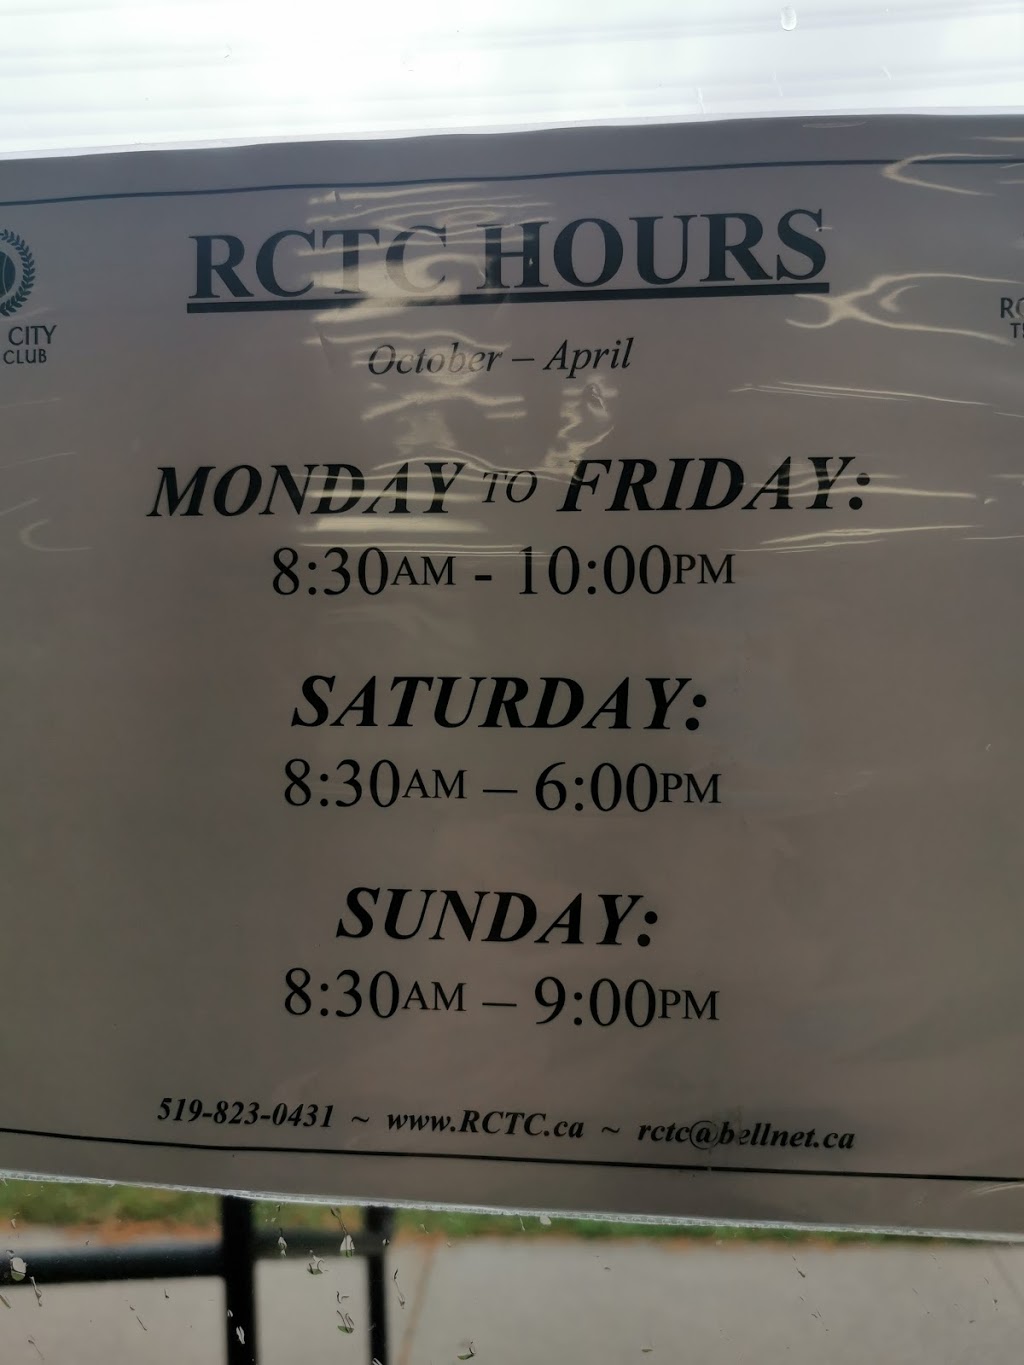 RCTC HOURS
October – April
CITY
CLUB
MONDAY TO FRIDAY:
8:30AM - 10:00PM
SATURDAY:
8:30AM – 6:00PM
SUNDAY:
8:30AM – 9:00PM
519-823-0431 ~ www.RCTC.ca ~ rctc@bellnet.ca